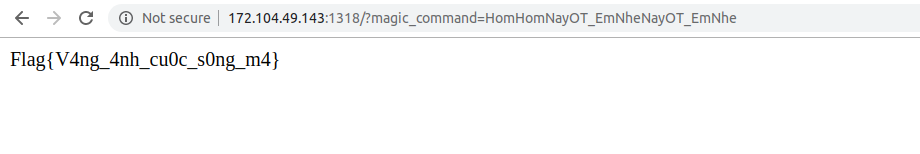 Not secure | 172.104.49.143:1318/?magic_command=HomHomNayOT_EmNheNayOT_EmNhe
Flag{V4ng_4nh_cu0c_s0ng_m4}